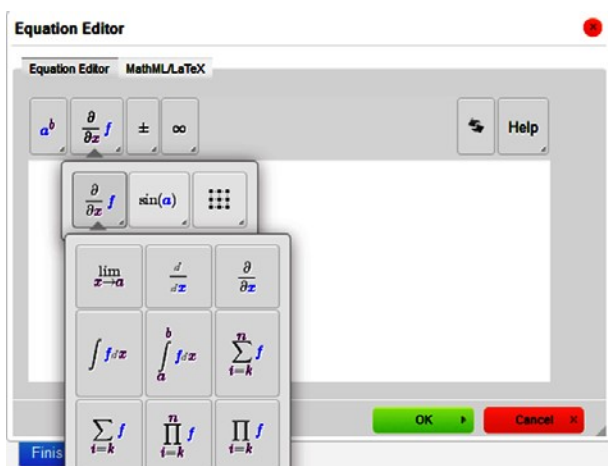 Equation Editor
Equation Editor MathML/LaTeX
a^b ∂/∂x f ± ∞ Help
∂/∂x f sin(a)
lim x→a d/dx ∂/∂x
∫ f dx ∫_a^b f dx ∑_{i=k}^n f
∑_{i=k} f ∏_{i=k}^n f ∏_{i=k} f
OK Cancel ×
Finis